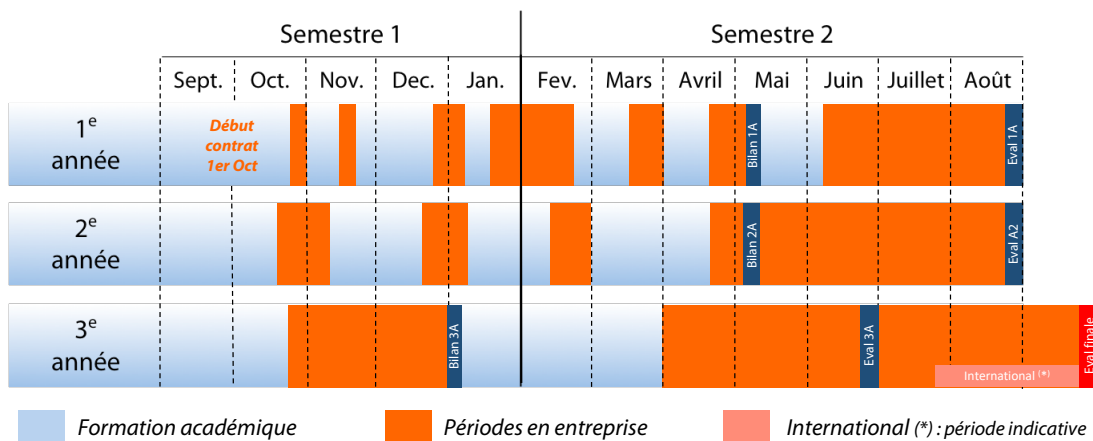 Semestre 1 Semestre 2
Sept. Oct. Nov. Dec. Jan. Fev. Mars Avril Mai Juin Juillet Août
1e
année
Début
contrat
1er Oct
Bilan 1A
Eval 1A
2e
année
Bilan 2A
Eval A2
3e
année
Bilan 3A
Eval 3A
International (*)
Eval finale
Formation académique Périodes en entreprise International (*) : période indicative